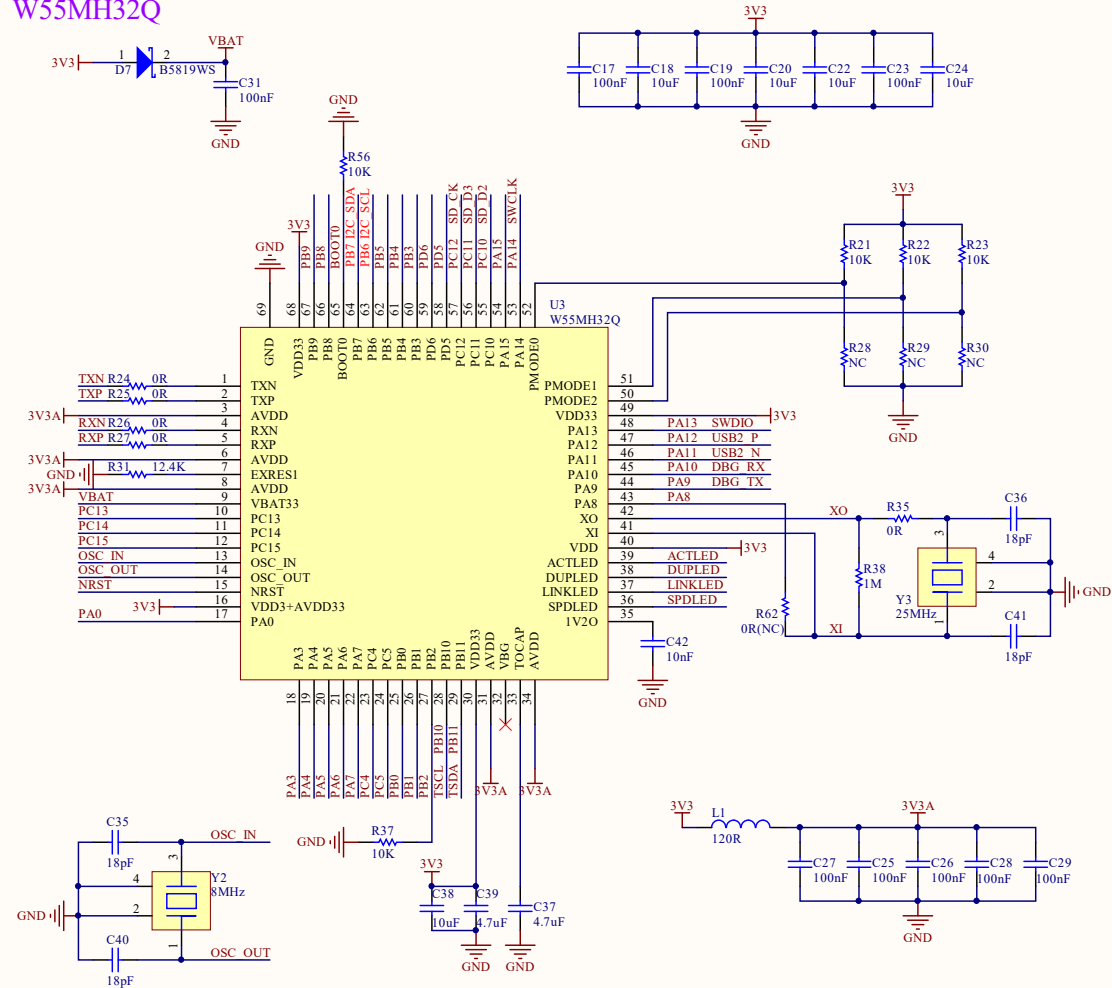 W55MH32Q
3V3
1
2
D7
B5819WS
VBAT
C31
100nF
GND
3V3
C17
100nF
C18
10uF
C19
100nF
C20
10uF
C22
10uF
C23
100nF
C24
10uF
GND
GND
R56
10K
GND
3V3
PB9
PB8
BOOT0
PB7 I2C_SDA
PB6 I2C_SCL
PB5
PB4
PB3
PD6
PD5
PC12 SD_CK
PC11 SD_D3
PC10 SD_D2
PA15
PA14 SWCLK
69
68
67
66
65
64
63
62
61
60
59
58
57
56
55
54
53
52
GND
VDD33
PB9
PB8
BOOT0
PB7
PB6
PB5
PB4
PB3
PD6
PD5
PC12
PC11
PC10
PA15
PA14
PMODE0
U3
W55MH32Q
3V3
R21
10K
R22
10K
R23
10K
R28
NC
R29
NC
R30
NC
GND
TXN R24 0R 1 TXN
TXP R25 0R 2 TXP
3V3A 3 AVDD
RXN R26 0R 4 RXN
RXP R27 0R 5 RXP
3V3A 6 AVDD
GND R31 12.4K 7 EXRES1
3V3A 8 AVDD
VBAT 9 VBAT33
PC13 10 PC13
PC14 11 PC14
PC15 12 PC15
OSC_IN 13 OSC_IN
OSC_OUT 14 OSC_OUT
NRST 15 NRST
3V3 16 VDD3+AVDD33
PA0 17 PA0
PMODE1 51
PMODE2 50
VDD33 49 3V3
PA13 48 PA13 SWDIO
PA12 47 PA12 USB2_P
PA11 46 PA11 USB2_N
PA10 45 PA10 DBG_RX
PA9 44 PA9 DBG_TX
PA8 43 PA8
XO 42 XO
XI 41
VDD 40 3V3
ACTLED 39 ACTLED
DUPLED 38 DUPLED
LINKLED 37 LINKLED
SPDLED 36 SPDLED
1V2O 35
R35
0R
C36
18pF
R38
1M
3
4
2
1
Y3
25MHz
GND
R62
0R(NC)
XI
C41
18pF
C42
10nF
GND
PA3
PA4
PA5
PA6
PA7
PC4
PC5
PB0
PB1
PB2
PB10
PB11
VDD33
AVDD
VBG
TOCAP
AVDD
18
19
20
21
22
23
24
25
26
27
28
29
30
31
32
33
34
PA3
PA4
PA5
PA6
PA7
PC4
PC5
PB0
PB1
PB2
TSCL PB10
TSDA PB11
3V3A
3V3A
GND
R37
10K
3V3
C38
10uF
C39
4.7uF
C37
4.7uF
GND
GND
C35
18pF
OSC_IN
3
4
2
1
Y2
8MHz
GND
C40
18pF
OSC_OUT
3V3
L1
120R
3V3A
C27
100nF
C25
100nF
C26
100nF
C28
100nF
C29
100nF
GND